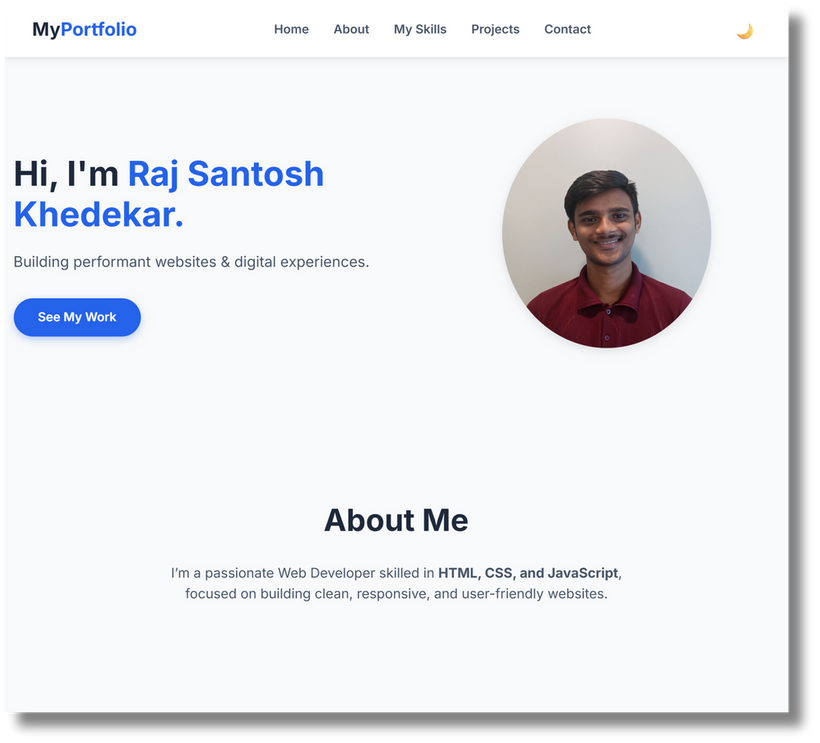 MyPortfolio
Home About My Skills Projects Contact
Hi, I'm Raj Santosh
Khedekar.
Building performant websites & digital experiences.
See My Work
About Me
I’m a passionate Web Developer skilled in HTML, CSS, and JavaScript,
focused on building clean, responsive, and user-friendly websites.